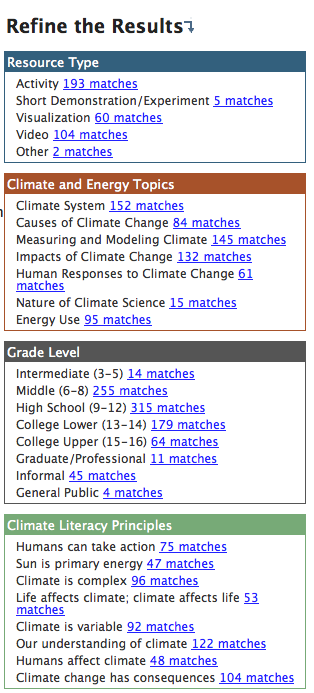 Refine the Results
Resource Type
Activity 193 matches
Short Demonstration/Experiment 5 matches
Visualization 60 matches
Video 104 matches
Other 2 matches
Climate and Energy Topics
Climate System 152 matches
Causes of Climate Change 84 matches
Measuring and Modeling Climate 145 matches
Impacts of Climate Change 132 matches
Human Responses to Climate Change 61
matches
Nature of Climate Science 15 matches
Energy Use 95 matches
Grade Level
Intermediate (3-5) 14 matches
Middle (6-8) 255 matches
High School (9-12) 315 matches
College Lower (13-14) 179 matches
College Upper (15-16) 64 matches
Graduate/Professional 11 matches
Informal 45 matches
General Public 4 matches
Climate Literacy Principles
Humans can take action 75 matches
Sun is primary energy 47 matches
Climate is complex 96 matches
Life affects climate; climate affects life 53
matches
Climate is variable 92 matches
Our understanding of climate 122 matches
Humans affect climate 48 matches
Climate change has consequences 104 matches